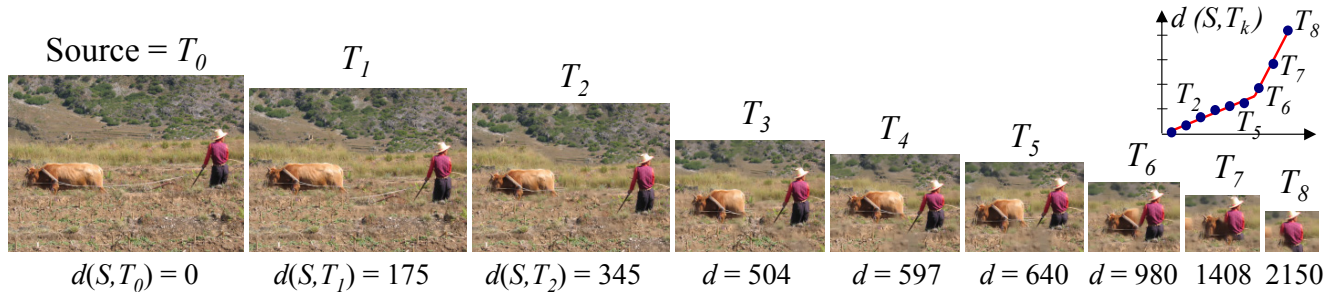 Source = T0
T1
T2
T3
T4
T5
T6
T7
T8
d(S,T0) = 0
d(S,T1) = 175
d(S,T2) = 345
d = 504
d = 597
d = 640
d = 980
1408
2150
d (S,Tk)
T8
T7
T2
T6
T5